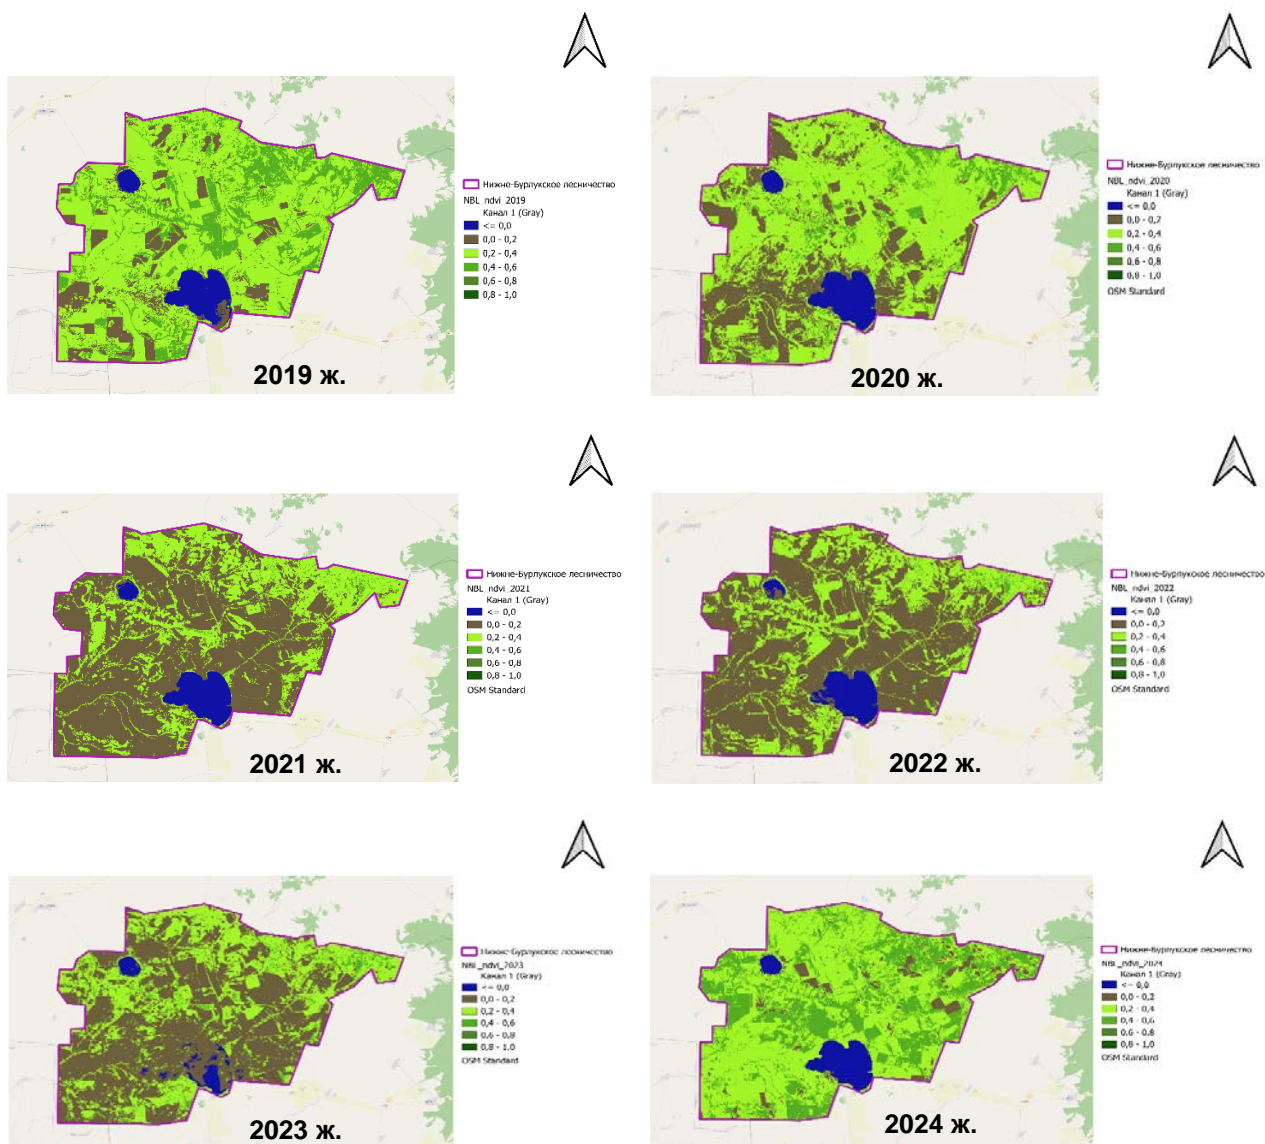 Нижне-Бурлукское лесничество
NBL_ndvi_2019
Канал 1 (Gray)
<= 0,0
0,0 - 0,2
0,2 - 0,4
0,4 - 0,6
0,6 - 0,8
0,8 - 1,0
2019 ж.
Нижне-Бурлукское лесничество
NBL_ndvi_2020
Канал 1 (Gray)
<= 0,0
0,0 - 0,2
0,2 - 0,4
0,4 - 0,6
0,6 - 0,8
0,8 - 1,0
OSM Standard
2020 ж.
Нижне-Бурлукское лесничество
NBL_ndvi_2021
Канал 1 (Gray)
<= 0,0
0,0 - 0,2
0,2 - 0,4
0,4 - 0,6
0,6 - 0,8
0,8 - 1,0
OSM Standard
2021 ж.
Нижне-Бурлукское лесничество
NBL_ndvi_2022
Канал 1 (Gray)
<= 0,0
0,0 - 0,2
0,2 - 0,4
0,4 - 0,6
0,6 - 0,8
0,8 - 1,0
OSM Standard
2022 ж.
Нижне-Бурлукское лесничество
NBL_ndvi_2023
Канал 1 (Gray)
<= 0,0
0,0 - 0,2
0,2 - 0,4
0,4 - 0,6
0,6 - 0,8
0,8 - 1,0
OSM Standard
2023 ж.
Нижне-Бурлукское лесничество
NBL_ndvi_2024
Канал 1 (Gray)
<= 0,0
0,0 - 0,2
0,2 - 0,4
0,4 - 0,6
0,6 - 0,8
0,8 - 1,0
OSM Standard
2024 ж.